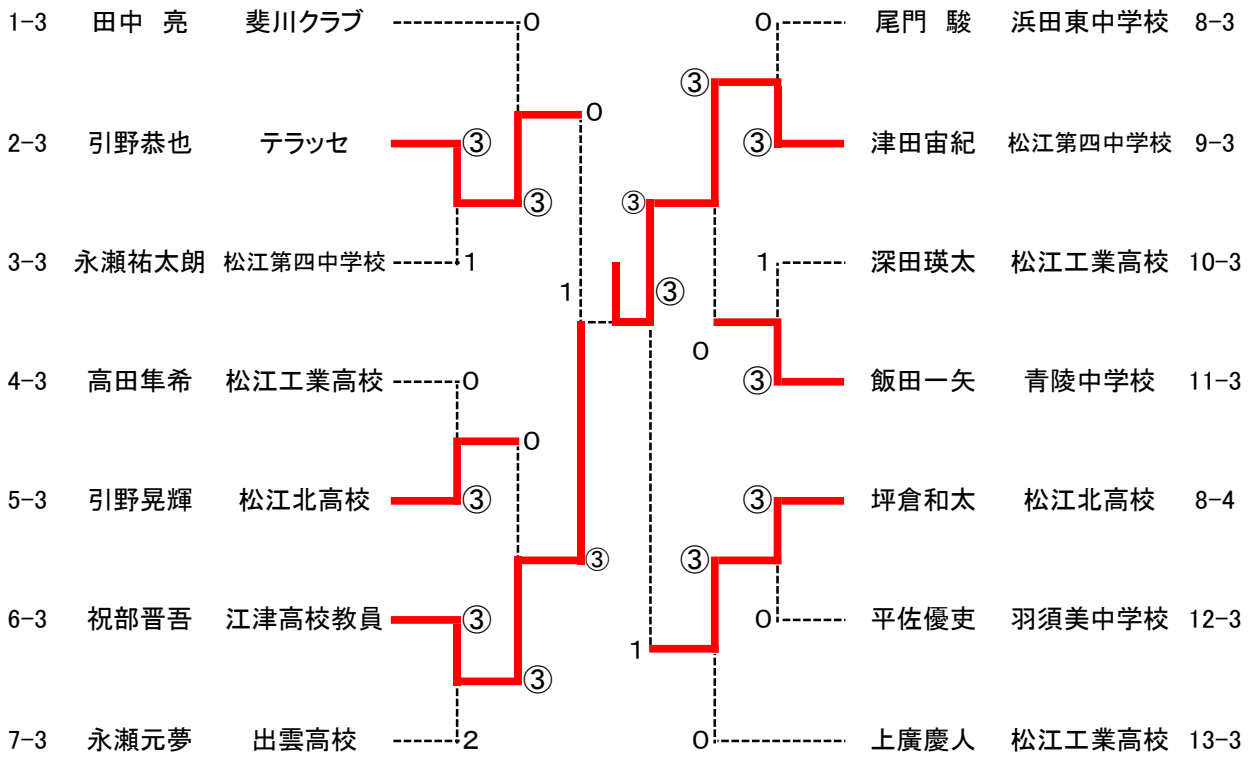 1-3 田中 亮 斐川クラブ 0
0 尾門 駿 浜田東中学校 8-3
③
0
2-3 引野恭也 テラッセ ③
③ 津田宙紀 松江第四中学校 9-3
③
③
3-3 永瀬祐太朗 松江第四中学校 1
1 深田瑛太 松江工業高校 10-3
1
③
0
4-3 高田隼希 松江工業高校 0
③ 飯田一矢 青陵中学校 11-3
0
5-3 引野晃輝 松江北高校 ③
③ 坪倉和太 松江北高校 8-4
③
③
6-3 祝部晋吾 江津高校教員 ③
0 平佐優吏 羽須美中学校 12-3
1
③
7-3 永瀬元夢 出雲高校 2
0 上廣慶人 松江工業高校 13-3